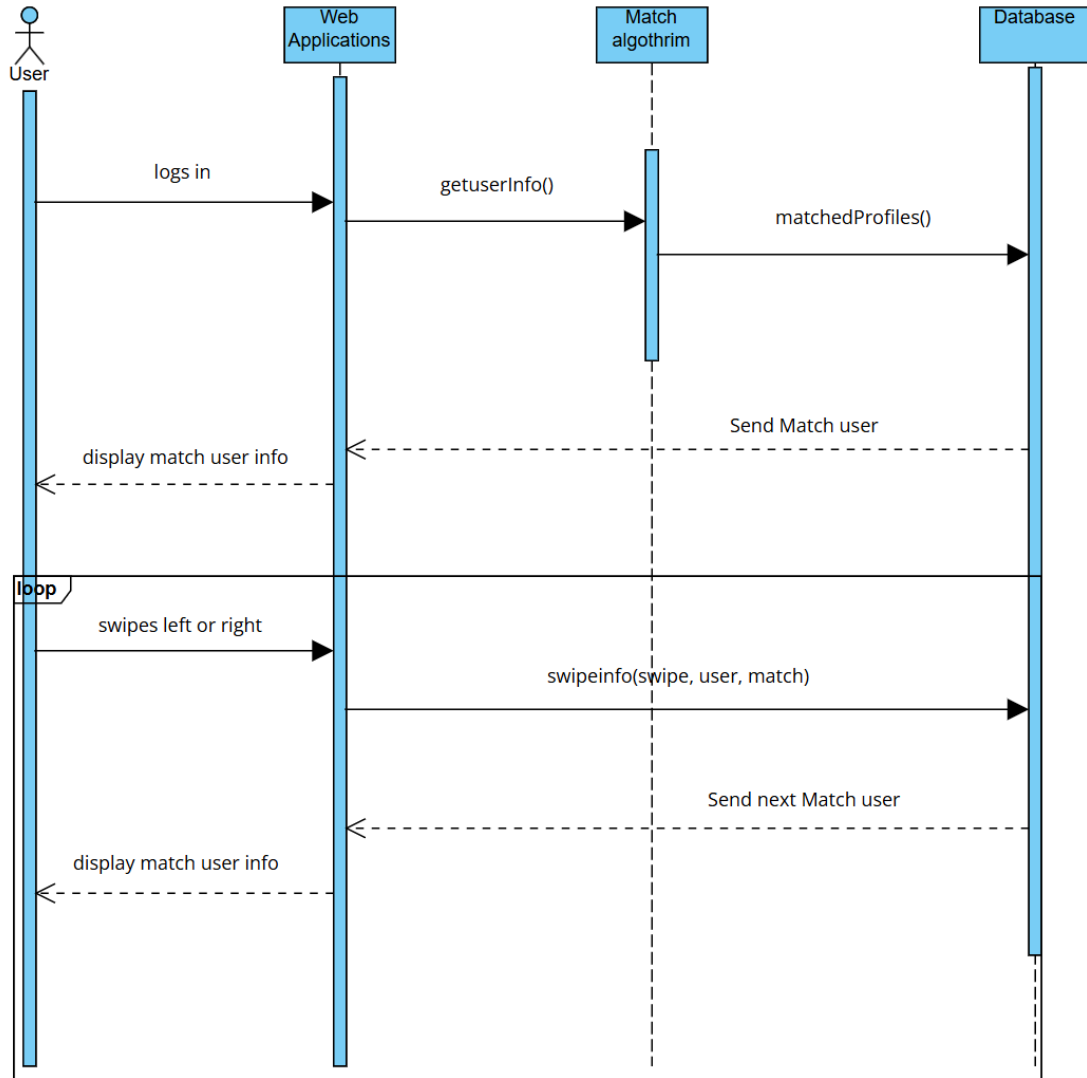 User
Web
Applications
Match
algothrim
Database
logs in
getuserInfo()
matchedProfiles()
Send Match user
display match user info
loop
swipes left or right
swipeinfo(swipe, user, match)
Send next Match user
display match user info